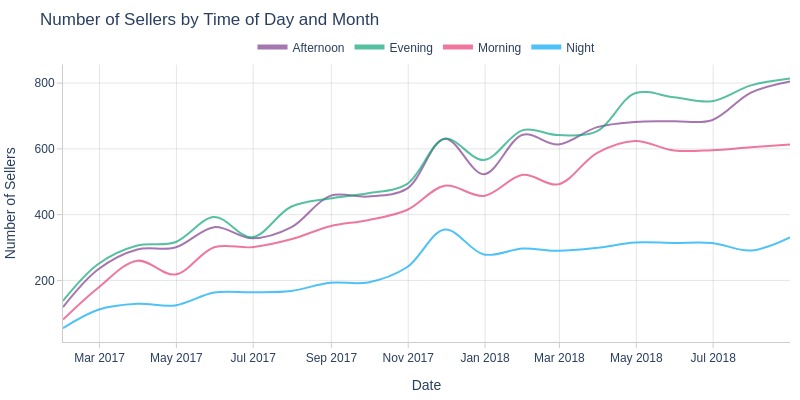 Number of Sellers by Time of Day and Month
Afternoon Evening Morning Night
Number of Sellers
800
600
400
200
Mar 2017 May 2017 Jul 2017 Sep 2017 Nov 2017 Jan 2018 Mar 2018 May 2018 Jul 2018
Date